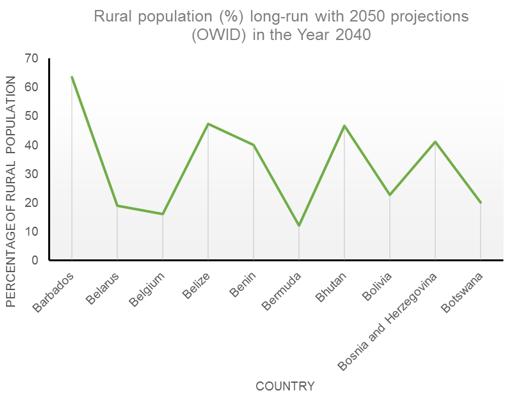 Rural population (%) long-run with 2050 projections
(OWID) in the Year 2040
PERCENTAGE OF RURAL POPULATION
70
60
50
40
30
20
10
0
Barbados
Belarus
Belgium
Belize
Benin
Bermuda
Bhutan
Bolivia
Bosnia and Herzegovina
Botswana
COUNTRY